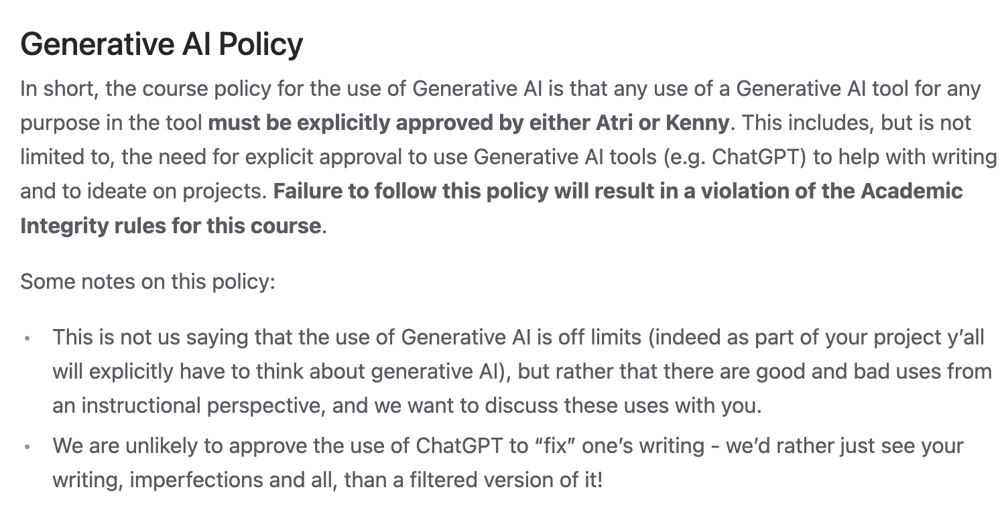 Generative AI Policy
In short, the course policy for the use of Generative AI is that any use of a Generative AI tool for any
purpose in the tool must be explicitly approved by either Atri or Kenny. This includes, but is not
limited to, the need for explicit approval to use Generative AI tools (e.g. ChatGPT) to help with writing
and to ideate on projects. Failure to follow this policy will result in a violation of the Academic
Integrity rules for this course.
Some notes on this policy:
• This is not us saying that the use of Generative AI is off limits (indeed as part of your project y’all
will explicitly have to think about generative AI), but rather that there are good and bad uses from
an instructional perspective, and we want to discuss these uses with you.
• We are unlikely to approve the use of ChatGPT to “fix” one’s writing - we’d rather just see your
writing, imperfections and all, than a filtered version of it!